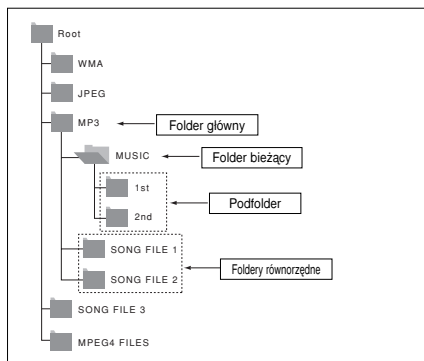 Root
WMA
JPEG
MP3
Folder główny
MUSIC
Folder bieżący
1st
Podfolder
2nd
SONG FILE 1
Foldery równorzędne
SONG FILE 2
SONG FILE 3
MPEG4 FILES